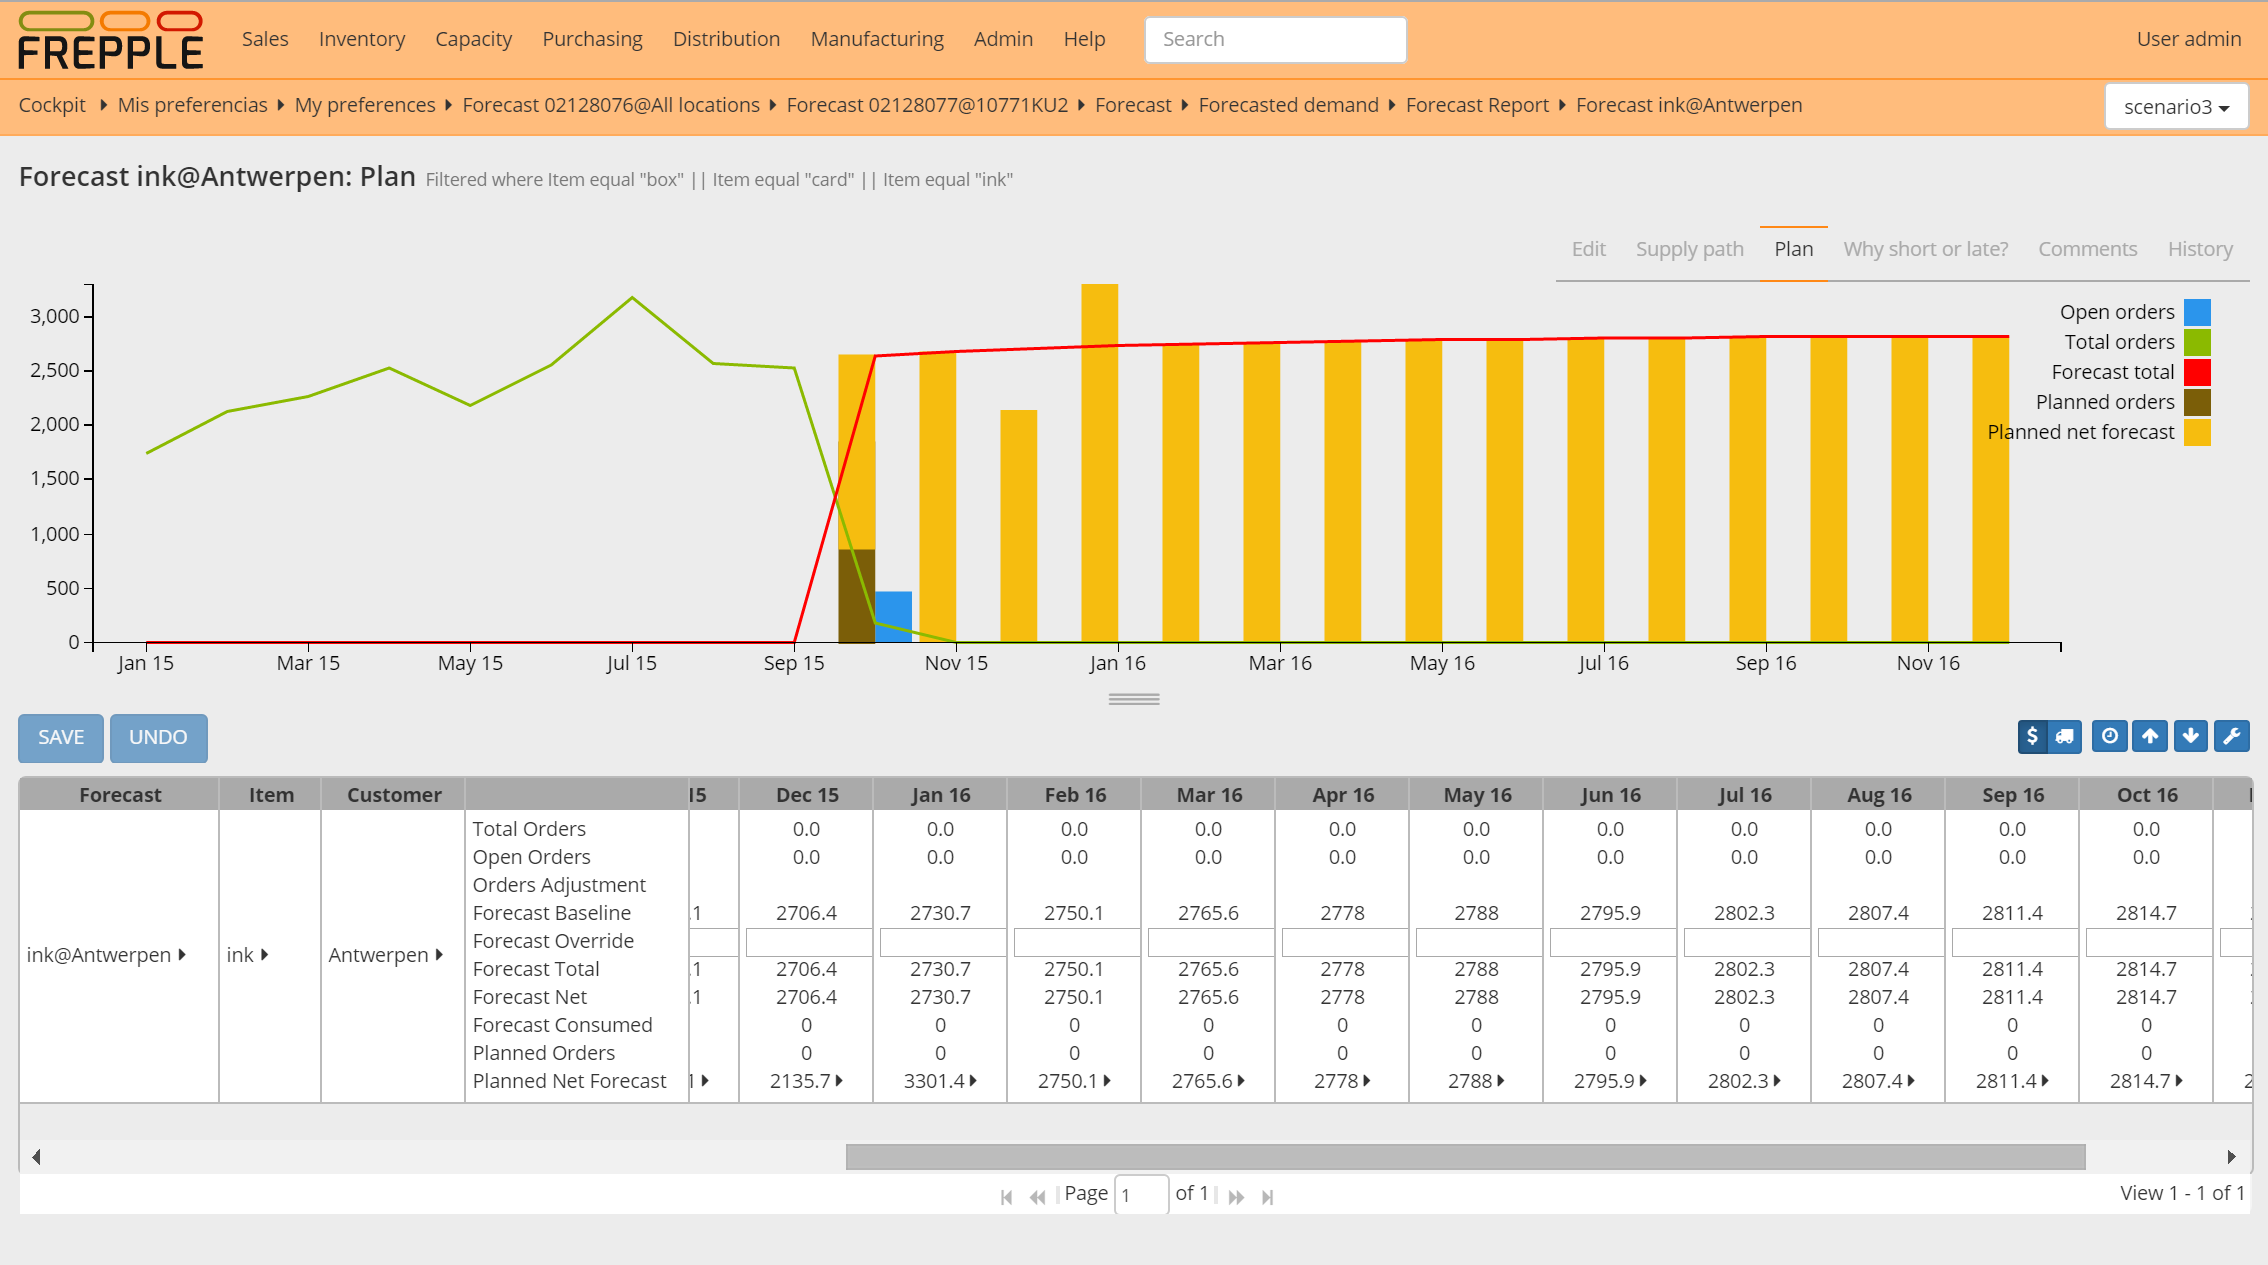 FREPPLE Sales Inventory Capacity Purchasing Distribution Manufacturing Admin Help Search User admin
Cockpit Mis preferencias My preferences Forecast 02128076@All locations Forecast 02128077@10771KU2 Forecast Forecasted demand Forecast Report Forecast ink@Antwerpen scenario3
Forecast ink@Antwerpen: Plan Filtered where Item equal "box" || Item equal "card" || Item equal "ink"
Edit Supply path Plan Why short or late? Comments History
3,000
2,500
2,000
1,500
1,000
500
0
Jan 15 Mar 15 May 15 Jul 15 Sep 15 Nov 15 Jan 16 Mar 16 May 16 Jul 16 Sep 16 Nov 16
Open orders
Total orders
Forecast total
Planned orders
Planned net forecast
SAVE UNDO $
Forecast Item Customer 15 Dec 15 Jan 16 Feb 16 Mar 16 Apr 16 May 16 Jun 16 Jul 16 Aug 16 Sep 16 Oct 16
Total Orders 0.0 0.0 0.0 0.0 0.0 0.0 0.0 0.0 0.0 0.0 0.0
Open Orders 0.0 0.0 0.0 0.0 0.0 0.0 0.0 0.0 0.0 0.0 0.0
Orders Adjustment
Forecast Baseline .1 2706.4 2730.7 2750.1 2765.6 2778 2788 2795.9 2802.3 2807.4 2811.4 2814.7
Forecast Override
ink@Antwerpen ink Antwerpen
Forecast Total .1 2706.4 2730.7 2750.1 2765.6 2778 2788 2795.9 2802.3 2807.4 2811.4 2814.7
Forecast Net .1 2706.4 2730.7 2750.1 2765.6 2778 2788 2795.9 2802.3 2807.4 2811.4 2814.7
Forecast Consumed 0 0 0 0 0 0 0 0 0 0 0
Planned Orders 0 0 0 0 0 0 0 0 0 0 0
Planned Net Forecast 1 2135.7 3301.4 2750.1 2765.6 2778 2788 2795.9 2802.3 2807.4 2811.4 2814.7 2
Page 1 of 1 View 1 - 1 of 1